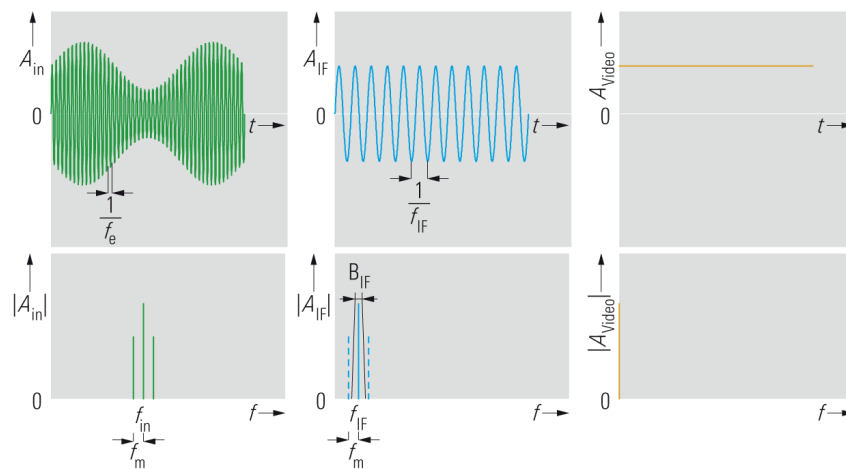 A_in
0
t
1
f_e
A_IF
0
t
1
f_IF
A_Video
0
t
|A_in|
0
f_in
f
f_m
B_IF
|A_IF|
0
f_IF
f
f_m
|A_Video|
0
f